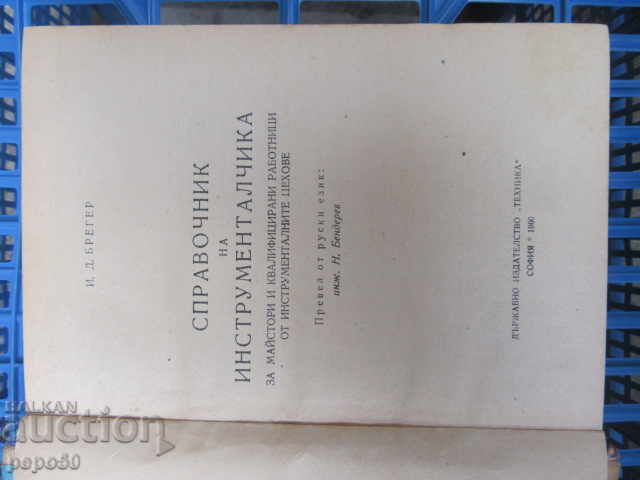 И. Д. БРЕГЕР
СПРАВОЧНИК
НА
ИНСТРУМЕНТАЛЧИКА
ЗА МАЙСТОРИ И КВАЛИФИЦИРАНИ РАБОТНИЦИ
ОТ ИНСТРУМЕНТАЛНИТЕ ЦЕХОВЕ
Превел от руски език:
инж. Н. Бендерев
ДЪРЖАВНО ИЗДАТЕЛСТВО „ТЕХНИКА“
СОФИЯ * 1960
BALKAN
auction
papo50